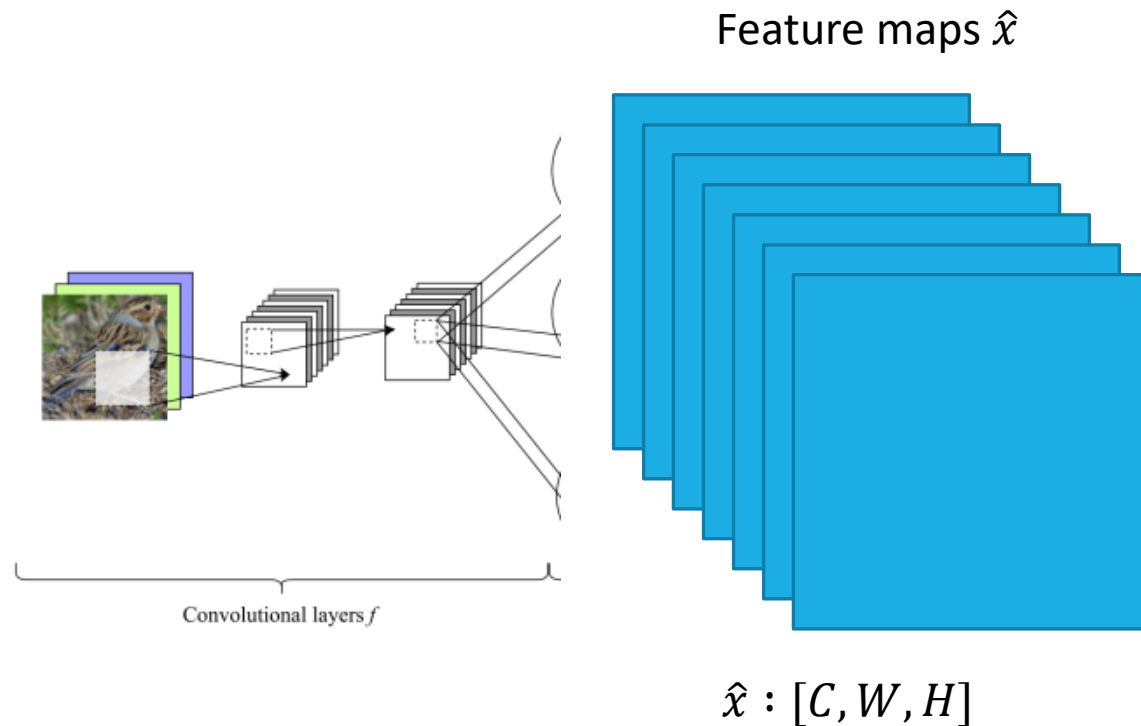 Feature maps x̂
Convolutional layers f
x̂ : [C, W, H]